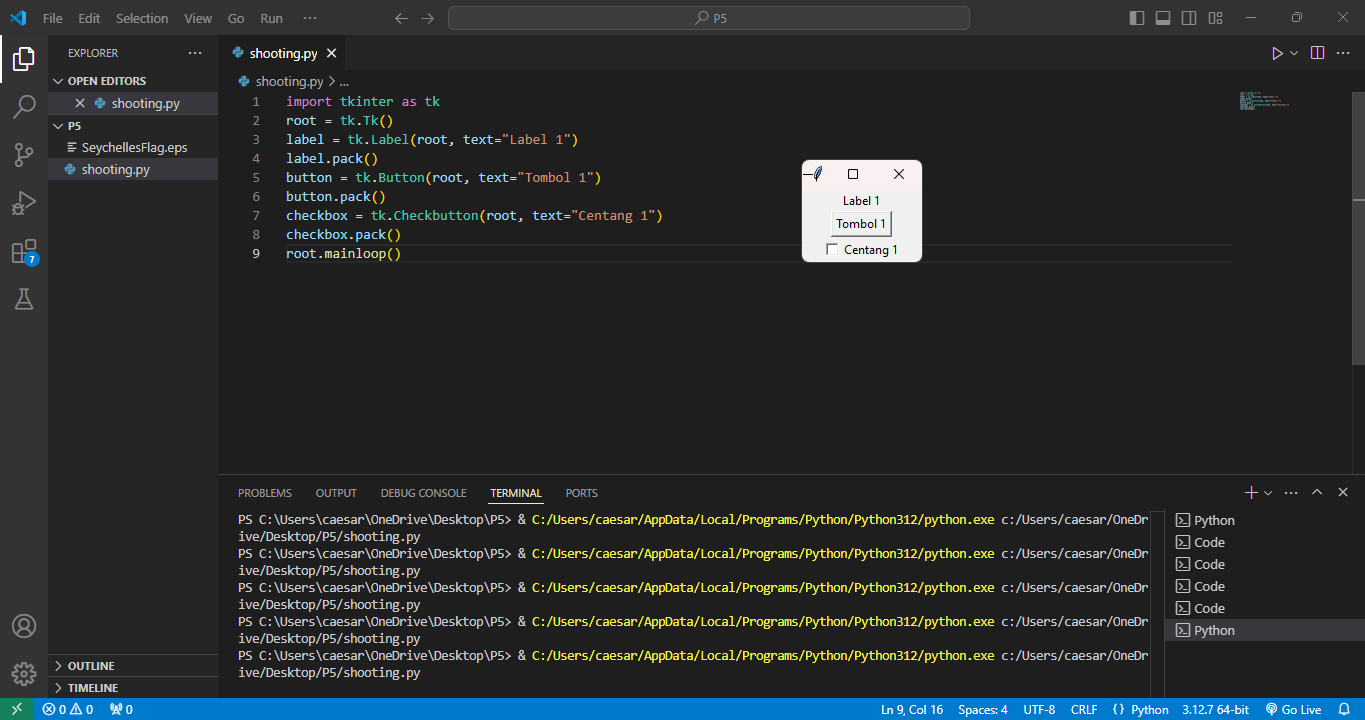 File Edit Selection View Go Run ··· P5
EXPLORER ···
OPEN EDITORS
shooting.py
P5
SeychellesFlag.eps
shooting.py
OUTLINE
TIMELINE
7
shooting.py
shooting.py > ...
1 import tkinter as tk
2 root = tk.Tk()
3 label = tk.Label(root, text="Label 1")
4 label.pack()
5 button = tk.Button(root, text="Tombol 1")
6 button.pack()
7 checkbox = tk.Checkbutton(root, text="Centang 1")
8 checkbox.pack()
9 root.mainloop()
Label 1
Tombol 1
Centang 1
PROBLEMS OUTPUT DEBUG CONSOLE TERMINAL PORTS
PS C:\Users\caesar\OneDrive\Desktop\P5> & C:/Users/caesar/AppData/Local/Programs/Python/Python312/python.exe c:/Users/caesar/OneDr
ive/Desktop/P5/shooting.py
PS C:\Users\caesar\OneDrive\Desktop\P5> & C:/Users/caesar/AppData/Local/Programs/Python/Python312/python.exe c:/Users/caesar/OneDr
ive/Desktop/P5/shooting.py
PS C:\Users\caesar\OneDrive\Desktop\P5> & C:/Users/caesar/AppData/Local/Programs/Python/Python312/python.exe c:/Users/caesar/OneDr
ive/Desktop/P5/shooting.py
PS C:\Users\caesar\OneDrive\Desktop\P5> & C:/Users/caesar/AppData/Local/Programs/Python/Python312/python.exe c:/Users/caesar/OneDr
ive/Desktop/P5/shooting.py
PS C:\Users\caesar\OneDrive\Desktop\P5> & C:/Users/caesar/AppData/Local/Programs/Python/Python312/python.exe c:/Users/caesar/OneDr
ive/Desktop/P5/shooting.py
Python
Code
Code
Code
Code
Python
0 0 0 Ln 9, Col 16 Spaces: 4 UTF-8 CRLF {} Python 3.12.7 64-bit Go Live